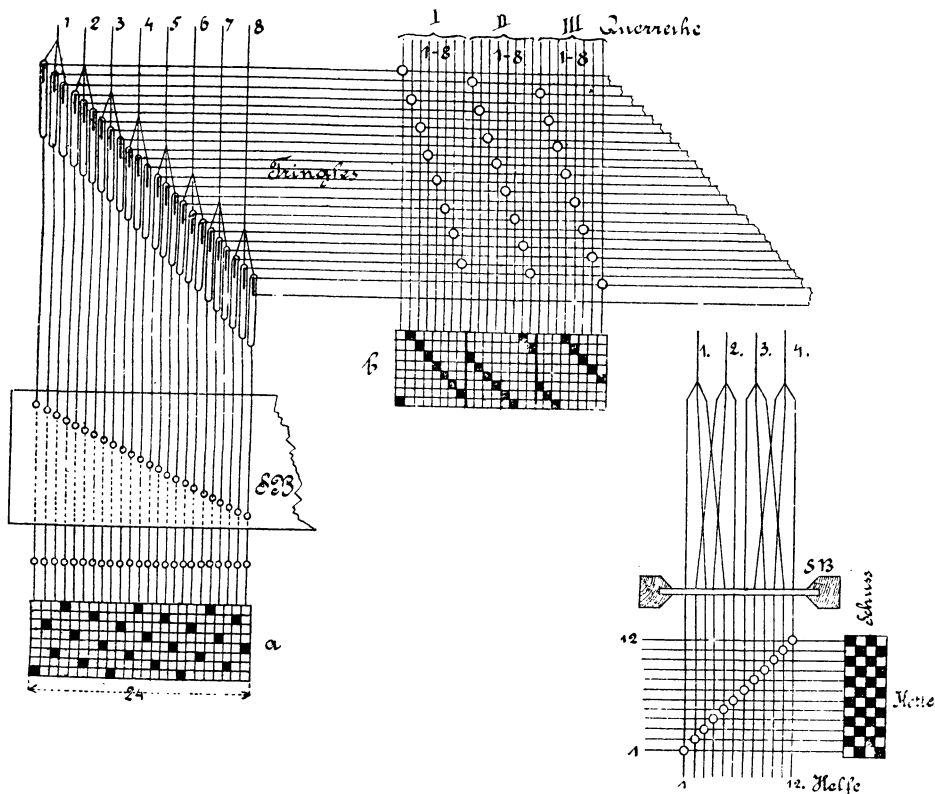 1 2 3 4 5 6 7 8
I II III Querreihe
1-8 1-8 1-8
Tringles
b
1. 2. 3. 4.
SB
SB
Schuss
a
24
12
Kette
1
1 12. Helfe